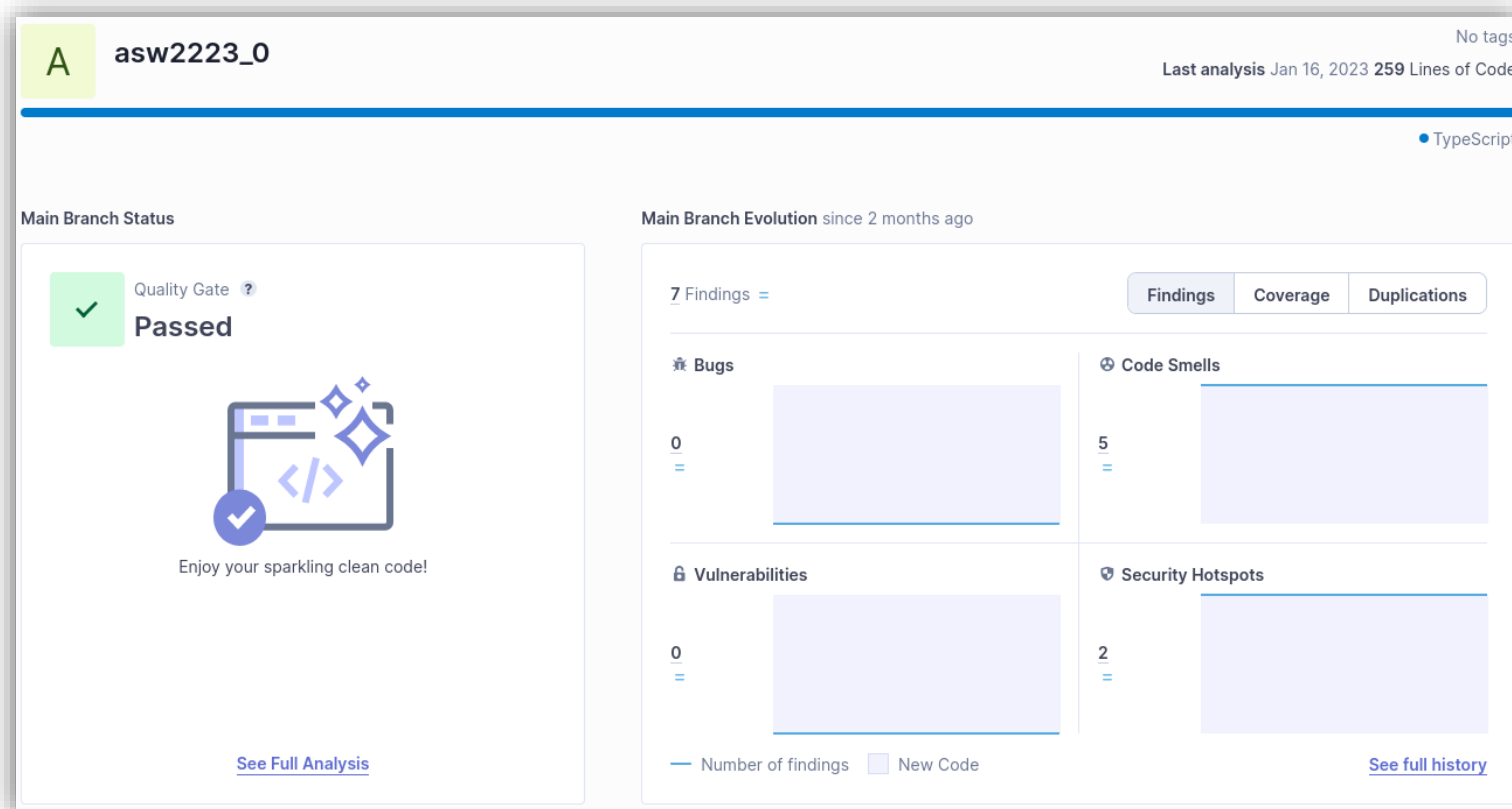 A
asw2223_0
No tags
Last analysis Jan 16, 2023 259 Lines of Code
TypeScript
Main Branch Status
Quality Gate ?
Passed
</>
Enjoy your sparkling clean code!
See Full Analysis
Main Branch Evolution since 2 months ago
7 Findings =
Findings Coverage Duplications
Bugs
0
=
Code Smells
5
=
Vulnerabilities
0
=
Security Hotspots
2
=
Number of findings New Code
See full history